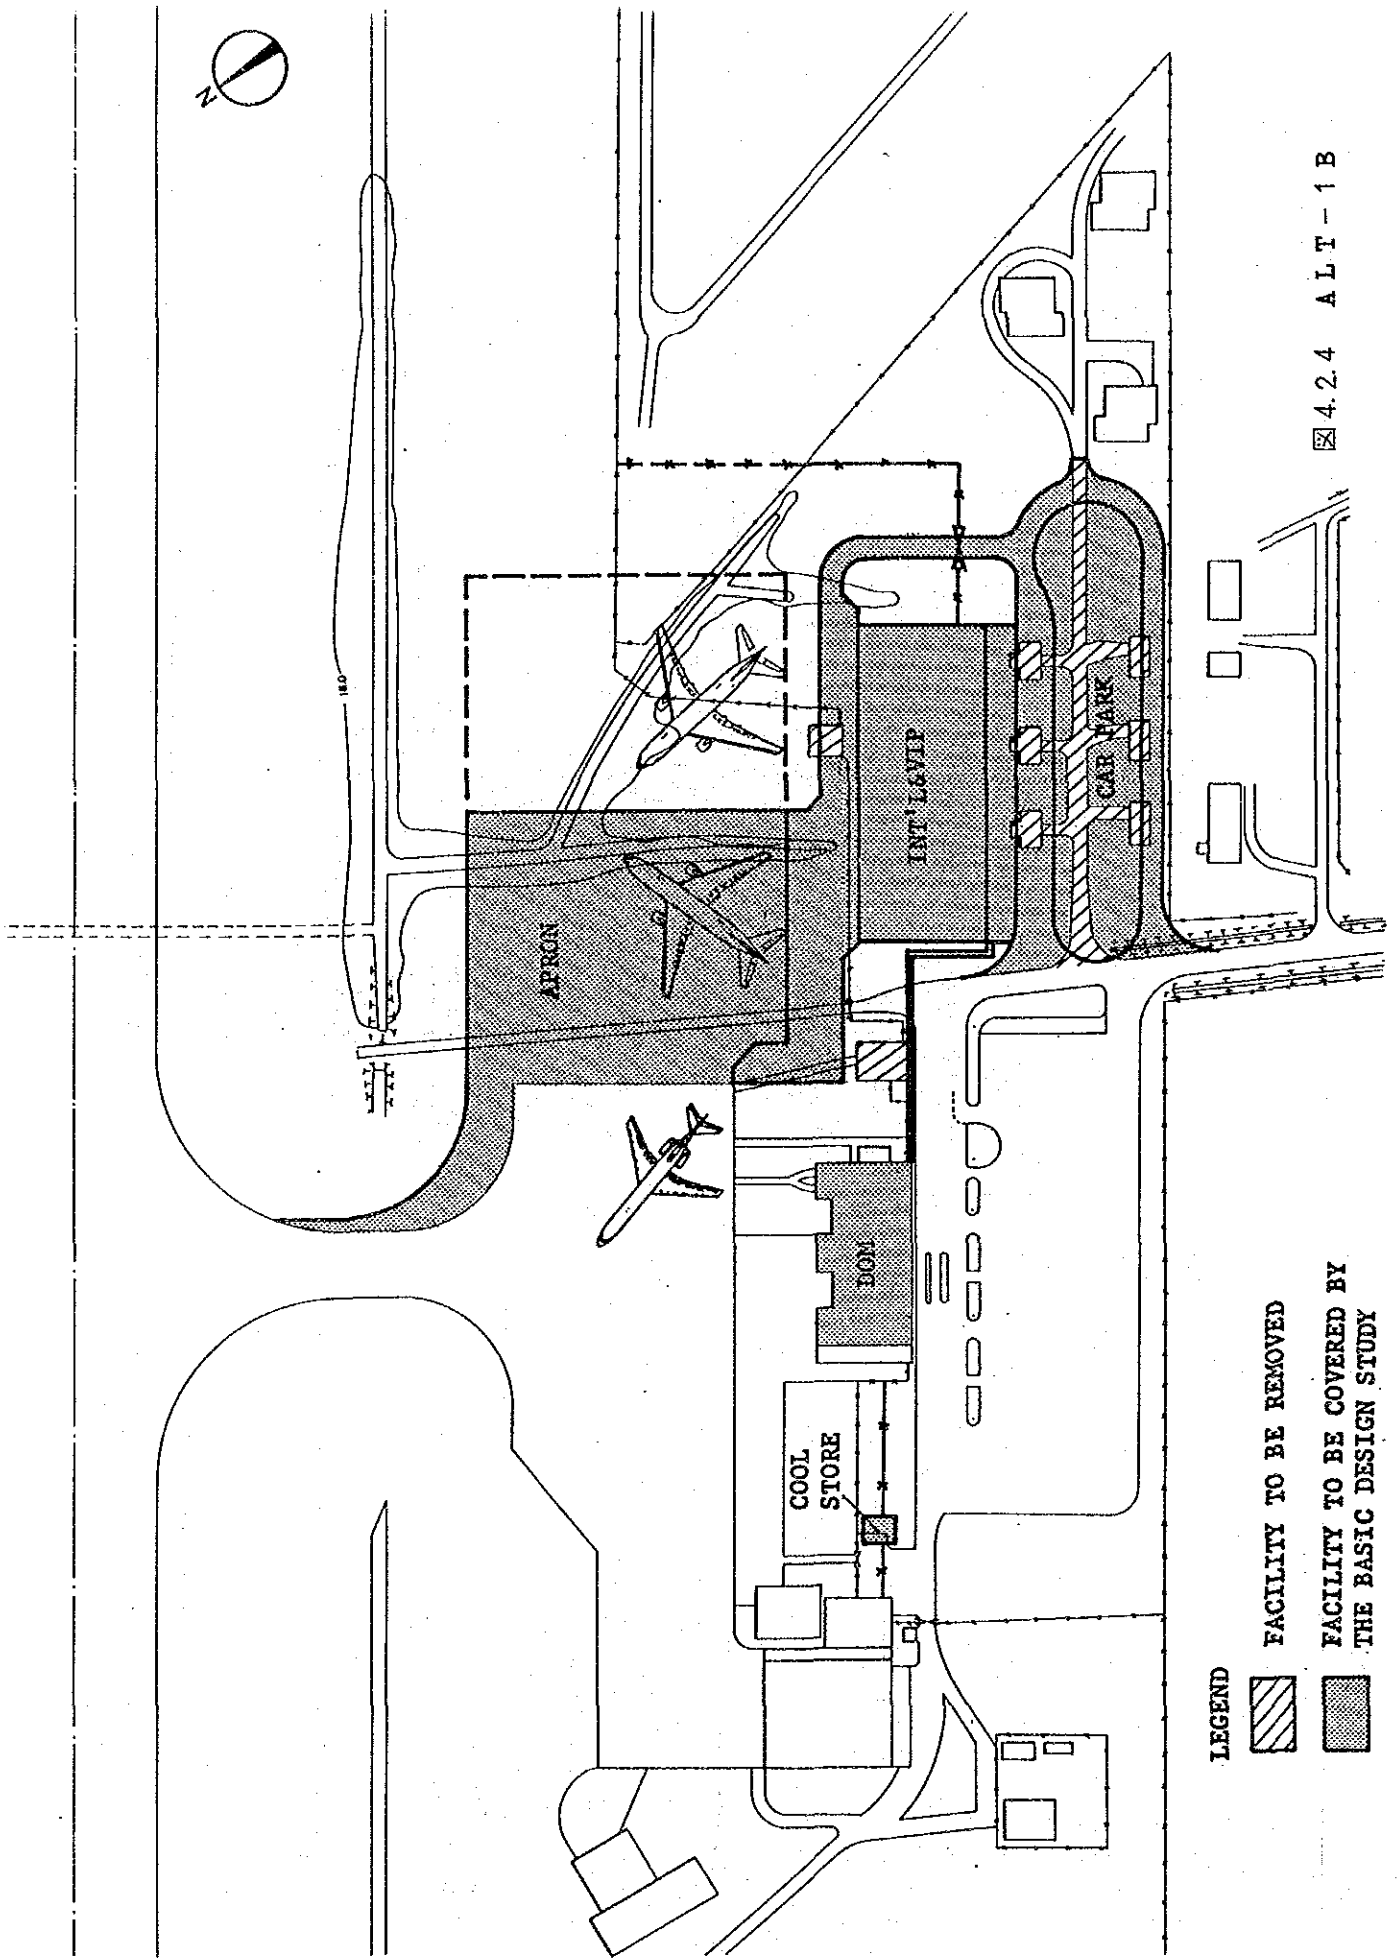 N
18.0
APRON
INT'L&VIP
CAR PARK
DOM
COOL
STORE
LEGEND
FACILITY TO BE REMOVED
FACILITY TO BE COVERED BY
THE BASIC DESIGN STUDY
図4.2.4 ALT-1B